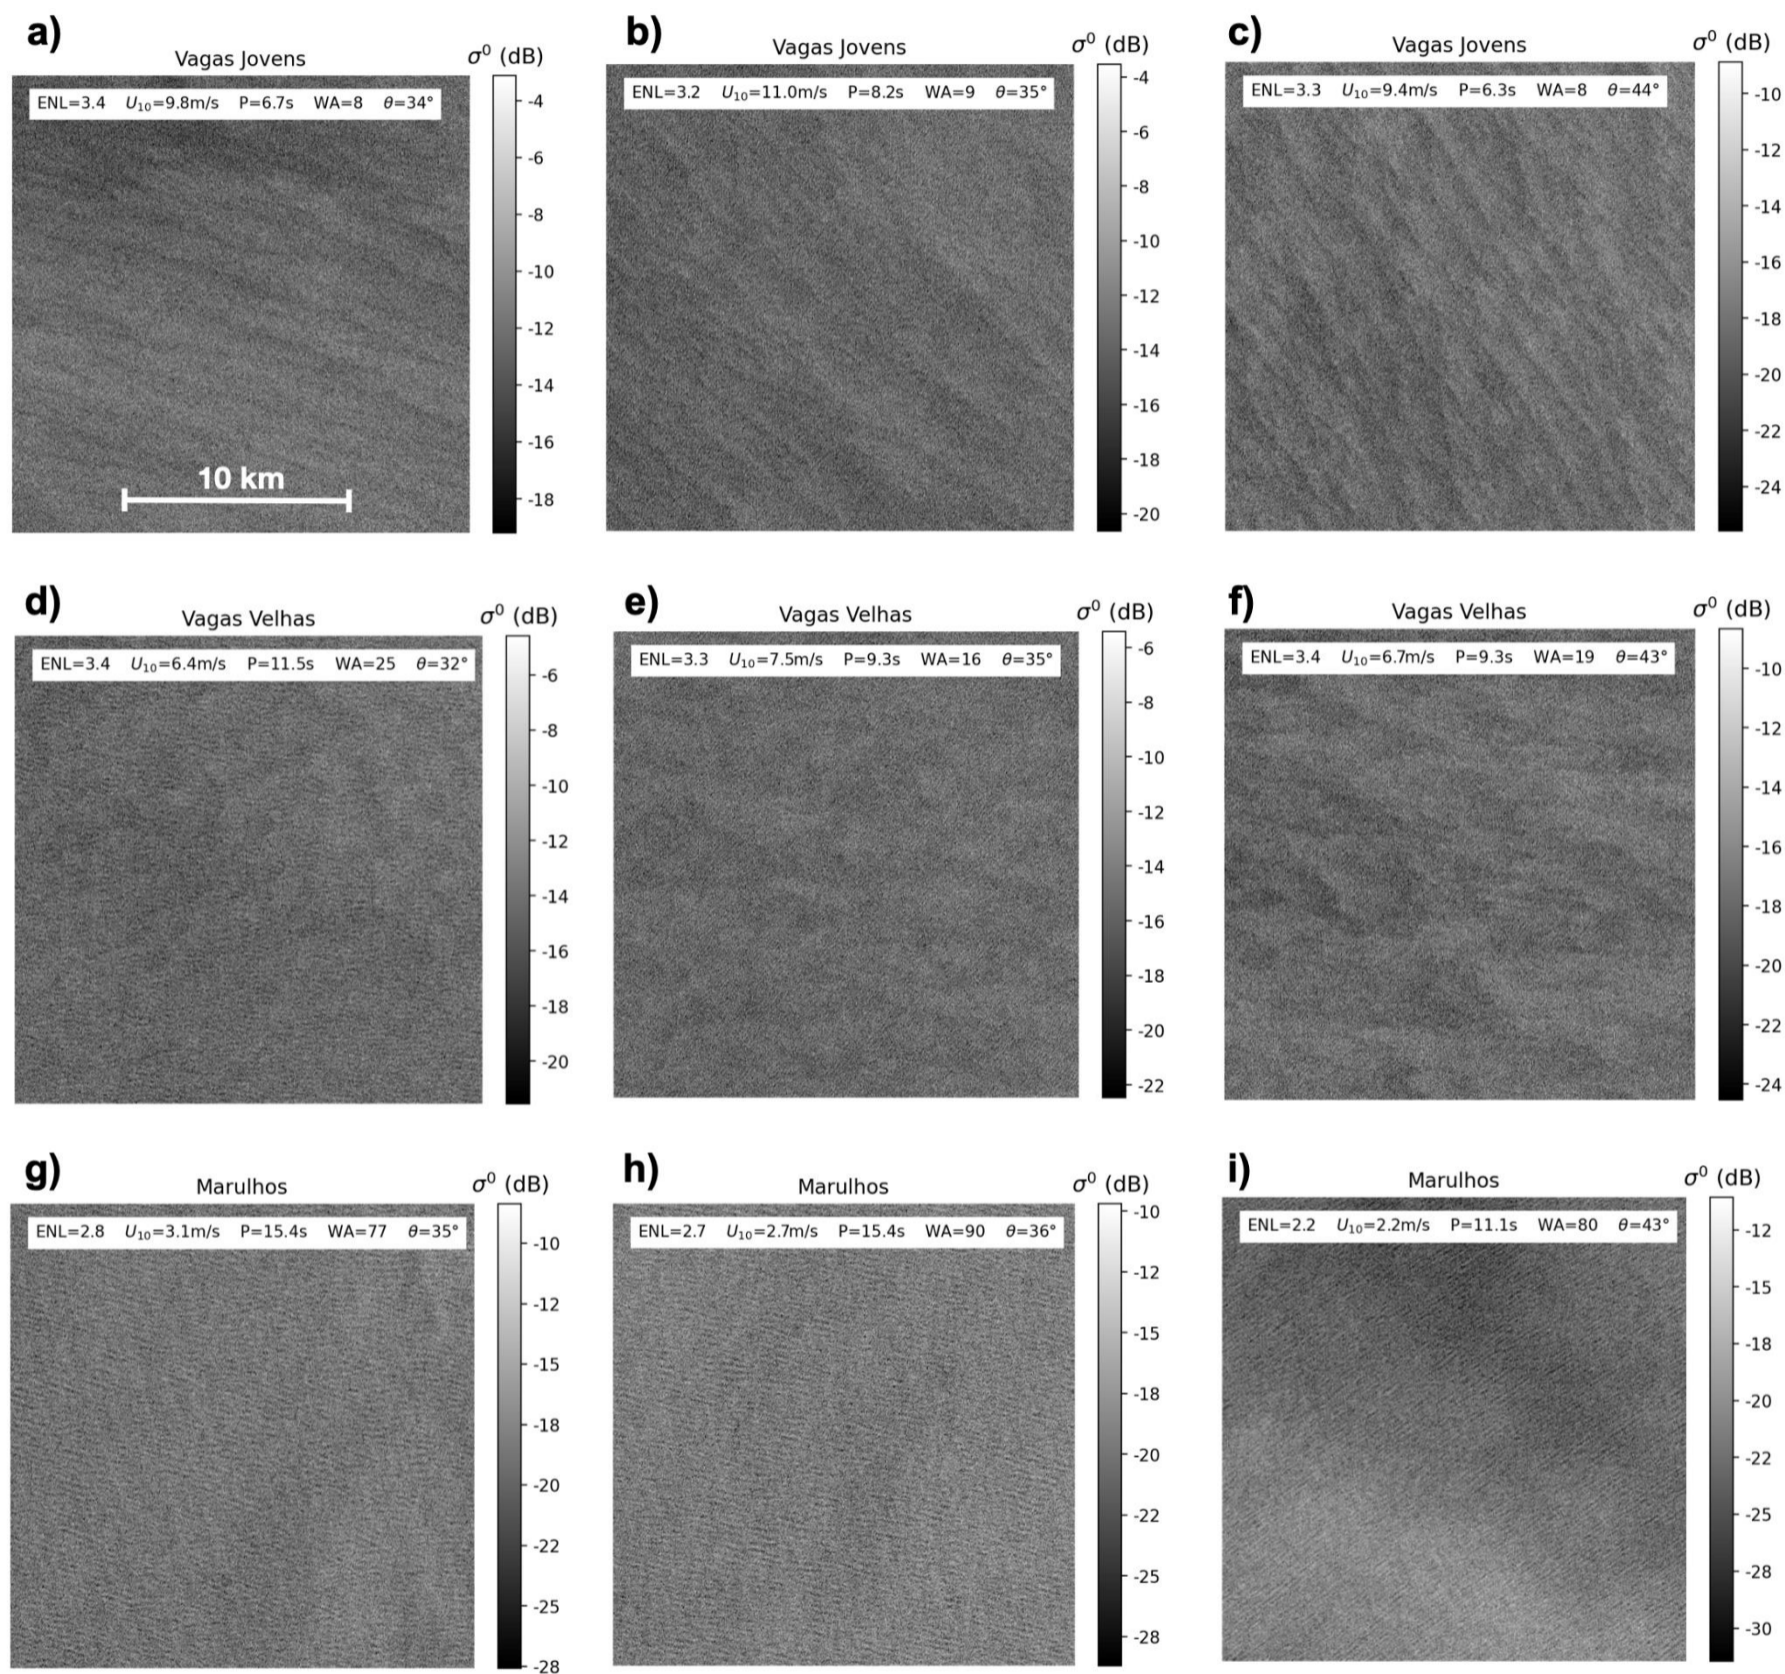 a)
Vagas Jovens
σ⁰ (dB)
ENL=3.4 U₁₀=9.8m/s P=6.7s WA=8 θ=34°
-4
-6
-8
-10
-12
-14
-16
-18
10 km
b)
Vagas Jovens
σ⁰ (dB)
ENL=3.2 U₁₀=11.0m/s P=8.2s WA=9 θ=35°
-4
-6
-8
-10
-12
-14
-16
-18
-20
c)
Vagas Jovens
σ⁰ (dB)
ENL=3.3 U₁₀=9.4m/s P=6.3s WA=8 θ=44°
-10
-12
-14
-16
-18
-20
-22
-24
d)
Vagas Velhas
σ⁰ (dB)
ENL=3.4 U₁₀=6.4m/s P=11.5s WA=25 θ=32°
-6
-8
-10
-12
-14
-16
-18
-20
e)
Vagas Velhas
σ⁰ (dB)
ENL=3.3 U₁₀=7.5m/s P=9.3s WA=16 θ=35°
-6
-8
-10
-12
-14
-16
-18
-20
-22
f)
Vagas Velhas
σ⁰ (dB)
ENL=3.4 U₁₀=6.7m/s P=9.3s WA=19 θ=43°
-10
-12
-14
-16
-18
-20
-22
-24
g)
Marulhos
σ⁰ (dB)
ENL=2.8 U₁₀=3.1m/s P=15.4s WA=77 θ=35°
-10
-12
-15
-18
-20
-22
-25
-28
h)
Marulhos
σ⁰ (dB)
ENL=2.7 U₁₀=2.7m/s P=15.4s WA=90 θ=36°
-10
-12
-15
-18
-20
-22
-25
-28
i)
Marulhos
σ⁰ (dB)
ENL=2.2 U₁₀=2.2m/s P=11.1s WA=80 θ=43°
-12
-15
-18
-20
-22
-25
-28
-30